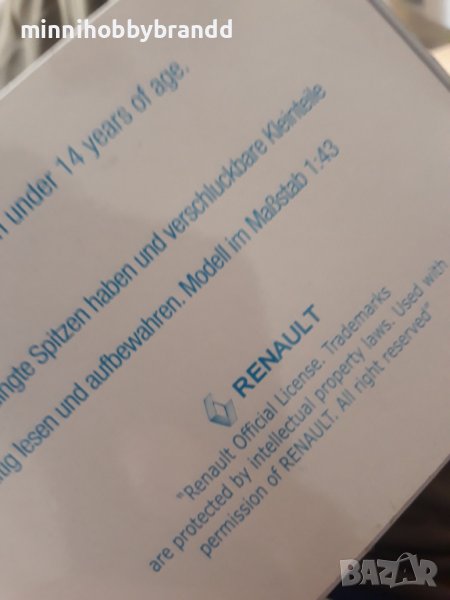 minnihobbybrandd
under 14 years of age.
Spitzen haben und verschluckbare Kleinteile
lesen und aufbewahren. Modell im Maßstab 1:43
RENAULT
"Renault Official License. Trademarks
are protected by intellectual property laws. Used with
permission of RENAULT. All right reserved"
BAZAR